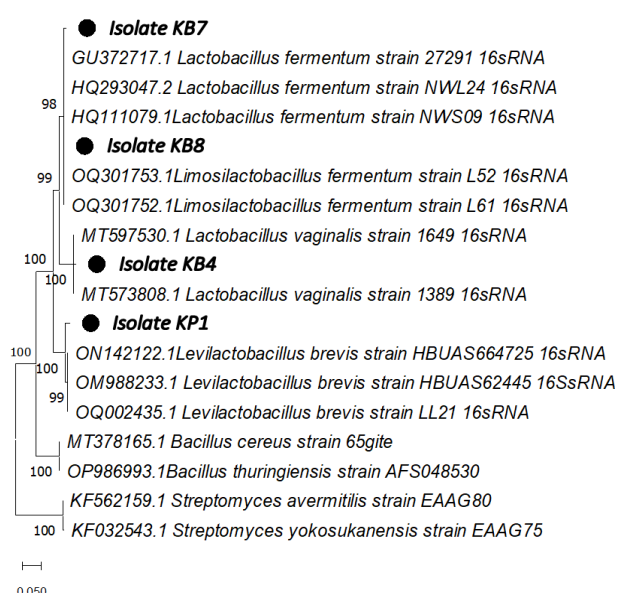 Isolate KB7
GU372717.1 Lactobacillus fermentum strain 27291 16sRNA
HQ293047.2 Lactobacillus fermentum strain NWL24 16sRNA
98
HQ111079.1Lactobacillus fermentum strain NWS09 16sRNA
Isolate KB8
99
OQ301753.1Limosilactobacillus fermentum strain L52 16sRNA
OQ301752.1Limosilactobacillus fermentum strain L61 16sRNA
MT597530.1 Lactobacillus vaginalis strain 1649 16sRNA
100
Isolate KB4
100
MT573808.1 Lactobacillus vaginalis strain 1389 16sRNA
Isolate KP1
100
ON142122.1Levilactobacillus brevis strain HBUAS664725 16sRNA
100
OM988233.1 Levilactobacillus brevis strain HBUAS62445 16SsRNA
99
OQ002435.1 Levilactobacillus brevis strain LL21 16sRNA
MT378165.1 Bacillus cereus strain 65gite
100
OP986993.1Bacillus thuringiensis strain AFS048530
KF562159.1 Streptomyces avermitilis strain EAAG80
100
KF032543.1 Streptomyces yokosukanensis strain EAAG75
0.050